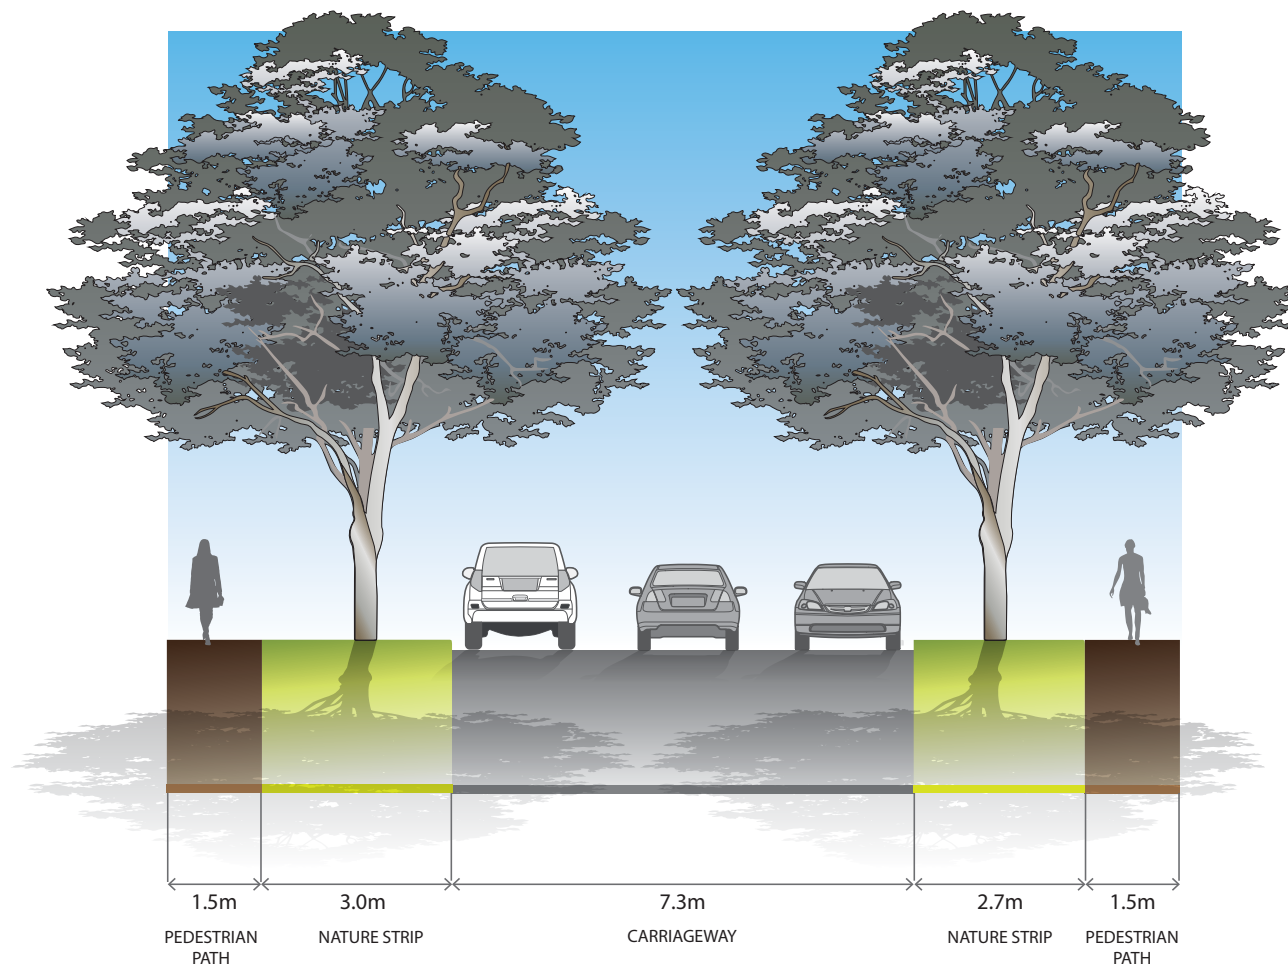 1.5m 3.0m 7.3m 2.7m 1.5m
PEDESTRIAN NATURE STRIP CARRIAGEWAY NATURE STRIP PEDESTRIAN
PATH PATH